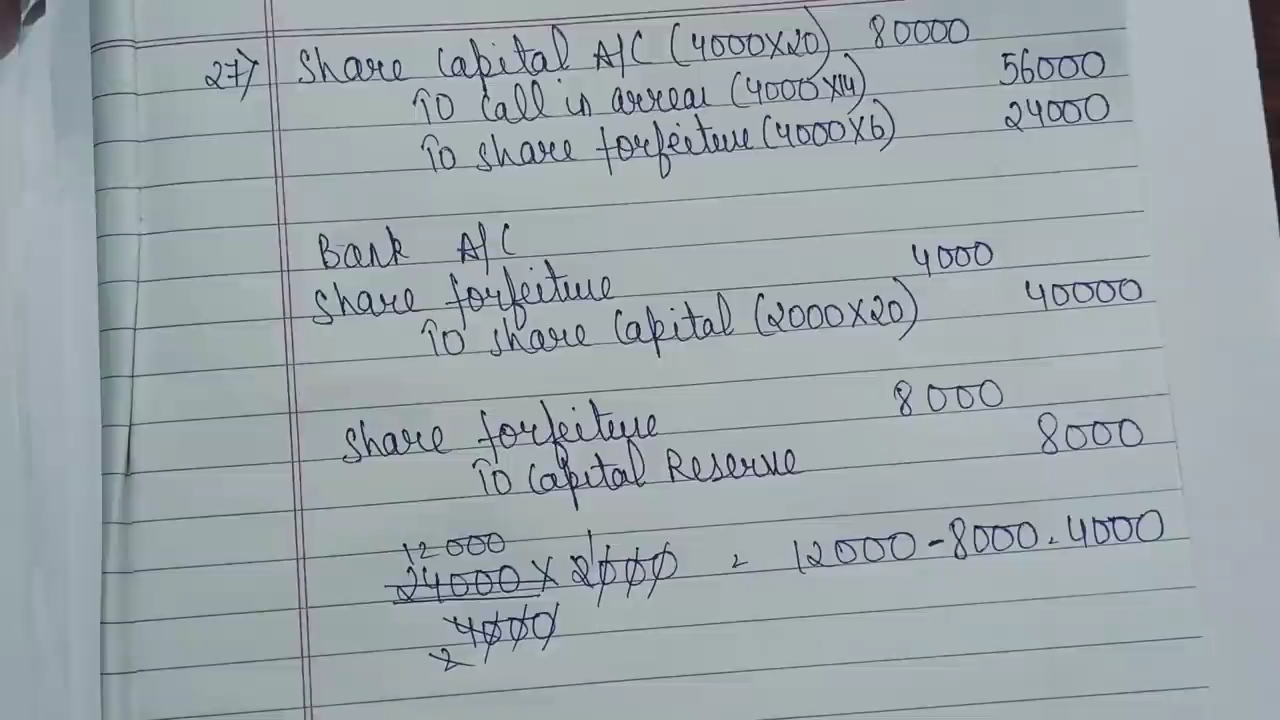 27) Share Capital A/C (4000X20) 80000
To Call in arrear (4000X14) 56000
To share forfeiture (4000X6) 24000
Bank A/C
Share forfeiture 4000
To share Capital (2000X20) 40000
Share forfeiture 8000
To Capital Reserve 8000
12000
24000 X 2000 = 12000 - 8000 = 4000
4000
2